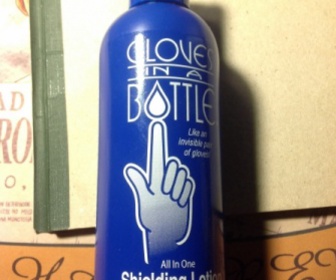 GLOVES
IN A
BOTTLE
Like an
invisible pair
of gloves!
All In One
Shielding Lotion